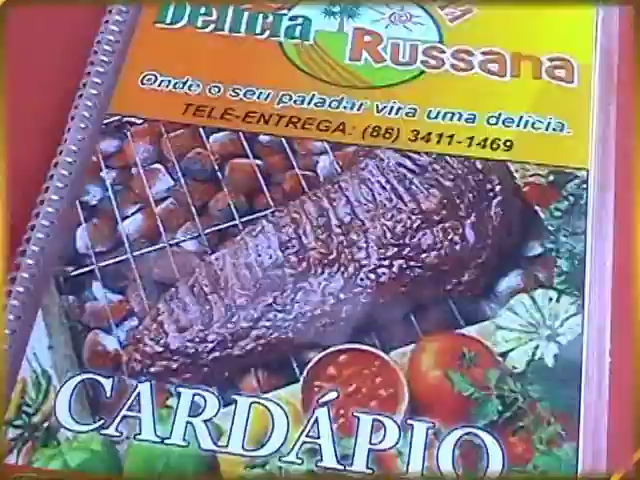 Delícia
Russana
Onde o seu paladar vira uma delícia.
TELE-ENTREGA: (88) 3411-1469
CARDÁPIO